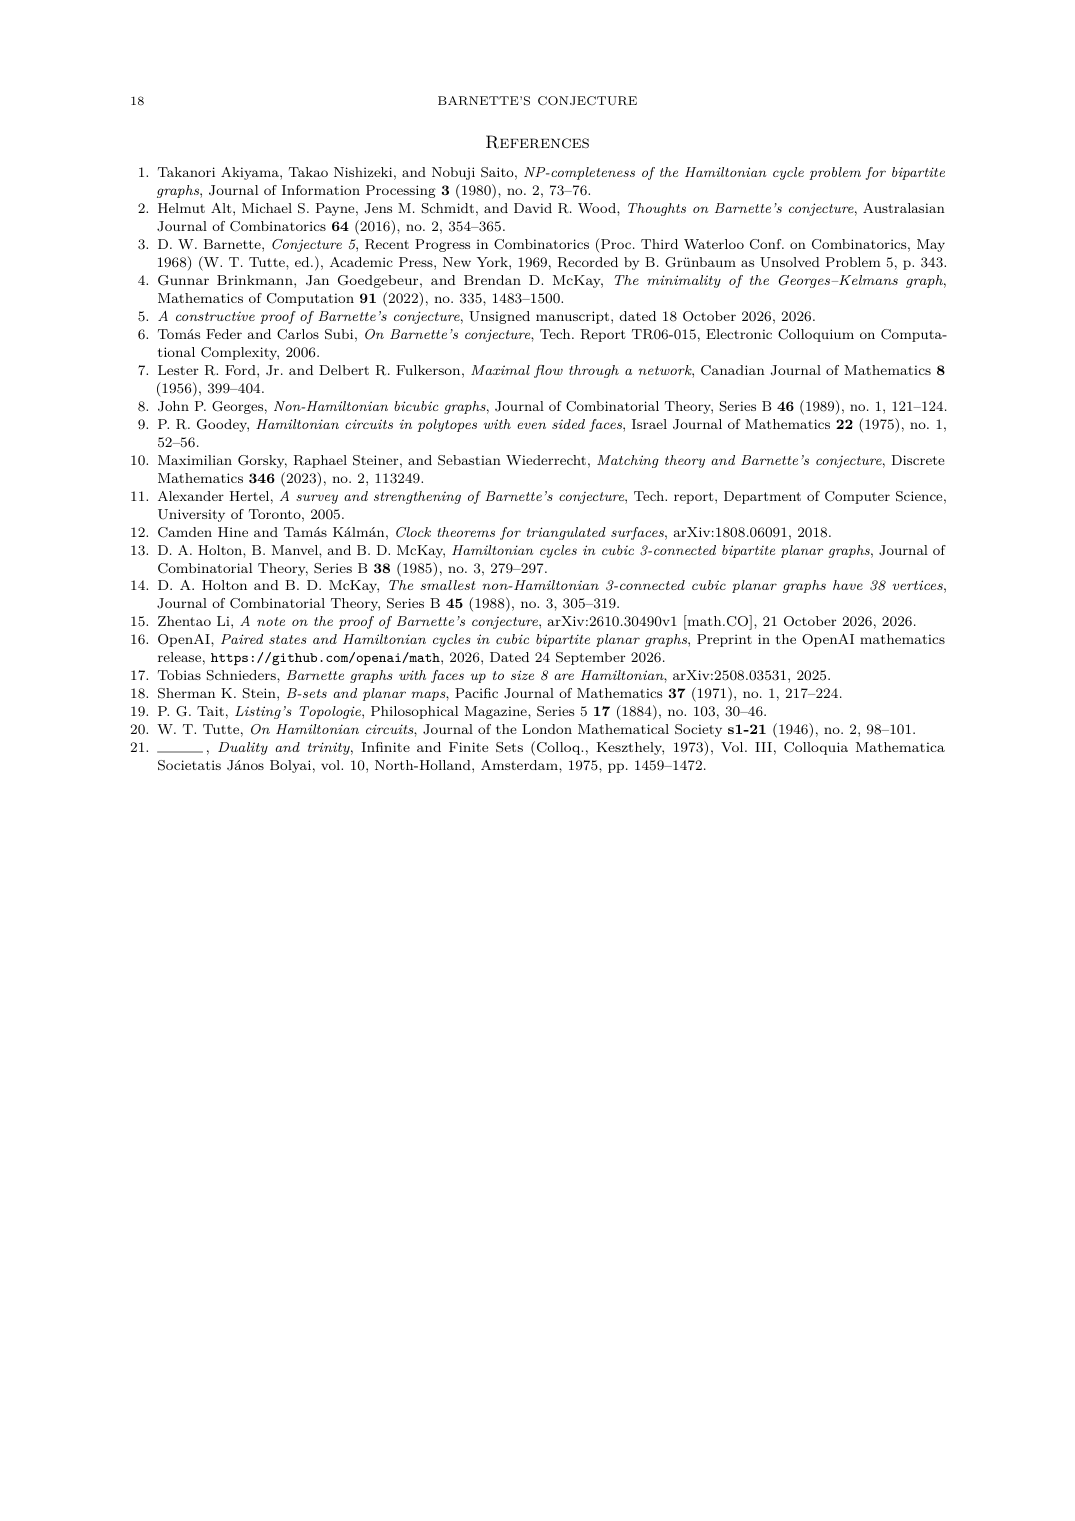 18 BARNETTE'S CONJECTURE
References
1. Takanori Akiyama, Takao Nishizeki, and Nobuji Saito, NP-completeness of the Hamiltonian cycle problem for bipartite
graphs, Journal of Information Processing 3 (1980), no. 2, 73–76.
2. Helmut Alt, Michael S. Payne, Jens M. Schmidt, and David R. Wood, Thoughts on Barnette's conjecture, Australasian
Journal of Combinatorics 64 (2016), no. 2, 354–365.
3. D. W. Barnette, Conjecture 5, Recent Progress in Combinatorics (Proc. Third Waterloo Conf. on Combinatorics, May
1968) (W. T. Tutte, ed.), Academic Press, New York, 1969, Recorded by B. Grünbaum as Unsolved Problem 5, p. 343.
4. Gunnar Brinkmann, Jan Goedgebeur, and Brendan D. McKay, The minimality of the Georges–Kelmans graph,
Mathematics of Computation 91 (2022), no. 335, 1483–1500.
5. A constructive proof of Barnette's conjecture, Unsigned manuscript, dated 18 October 2026, 2026.
6. Tomás Feder and Carlos Subi, On Barnette's conjecture, Tech. Report TR06-015, Electronic Colloquium on Computa-
tional Complexity, 2006.
7. Lester R. Ford, Jr. and Delbert R. Fulkerson, Maximal flow through a network, Canadian Journal of Mathematics 8
(1956), 399–404.
8. John P. Georges, Non-Hamiltonian bicubic graphs, Journal of Combinatorial Theory, Series B 46 (1989), no. 1, 121–124.
9. P. R. Goodey, Hamiltonian circuits in polytopes with even sided faces, Israel Journal of Mathematics 22 (1975), no. 1,
52–56.
10. Maximilian Gorsky, Raphael Steiner, and Sebastian Wiederrecht, Matching theory and Barnette's conjecture, Discrete
Mathematics 346 (2023), no. 2, 113249.
11. Alexander Hertel, A survey and strengthening of Barnette's conjecture, Tech. report, Department of Computer Science,
University of Toronto, 2005.
12. Camden Hine and Tamás Kálmán, Clock theorems for triangulated surfaces, arXiv:1808.06091, 2018.
13. D. A. Holton, B. Manvel, and B. D. McKay, Hamiltonian cycles in cubic 3-connected bipartite planar graphs, Journal of
Combinatorial Theory, Series B 38 (1985), no. 3, 279–297.
14. D. A. Holton and B. D. McKay, The smallest non-Hamiltonian 3-connected cubic planar graphs have 38 vertices,
Journal of Combinatorial Theory, Series B 45 (1988), no. 3, 305–319.
15. Zhentao Li, A note on the proof of Barnette's conjecture, arXiv:2610.30490v1 [math.CO], 21 October 2026, 2026.
16. OpenAI, Paired states and Hamiltonian cycles in cubic bipartite planar graphs, Preprint in the OpenAI mathematics
release, https://github.com/openai/math, 2026, Dated 24 September 2026.
17. Tobias Schnieders, Barnette graphs with faces up to size 8 are Hamiltonian, arXiv:2508.03531, 2025.
18. Sherman K. Stein, B-sets and planar maps, Pacific Journal of Mathematics 37 (1971), no. 1, 217–224.
19. P. G. Tait, Listing's Topologie, Philosophical Magazine, Series 5 17 (1884), no. 103, 30–46.
20. W. T. Tutte, On Hamiltonian circuits, Journal of the London Mathematical Society s1-21 (1946), no. 2, 98–101.
21. ______, Duality and trinity, Infinite and Finite Sets (Colloq., Keszthely, 1973), Vol. III, Colloquia Mathematica
Societatis János Bolyai, vol. 10, North-Holland, Amsterdam, 1975, pp. 1459–1472.